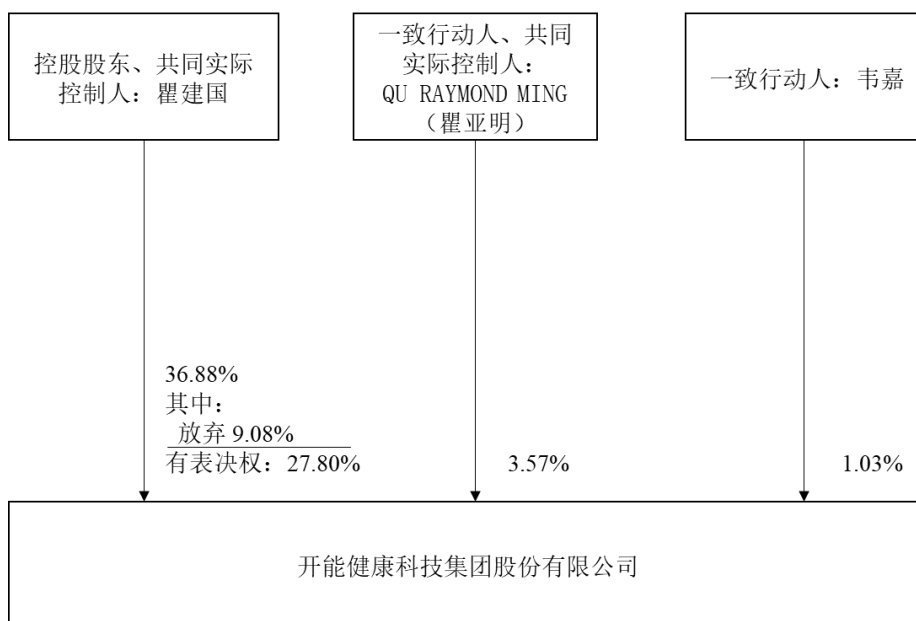 控股股东、共同实际
控制人：瞿建国
一致行动人、共同
实际控制人：
QU RAYMOND MING
（瞿亚明）
一致行动人：韦嘉
36.88%
其中：
放弃 9.08%
有表决权：27.80%
3.57%
1.03%
开能健康科技集团股份有限公司